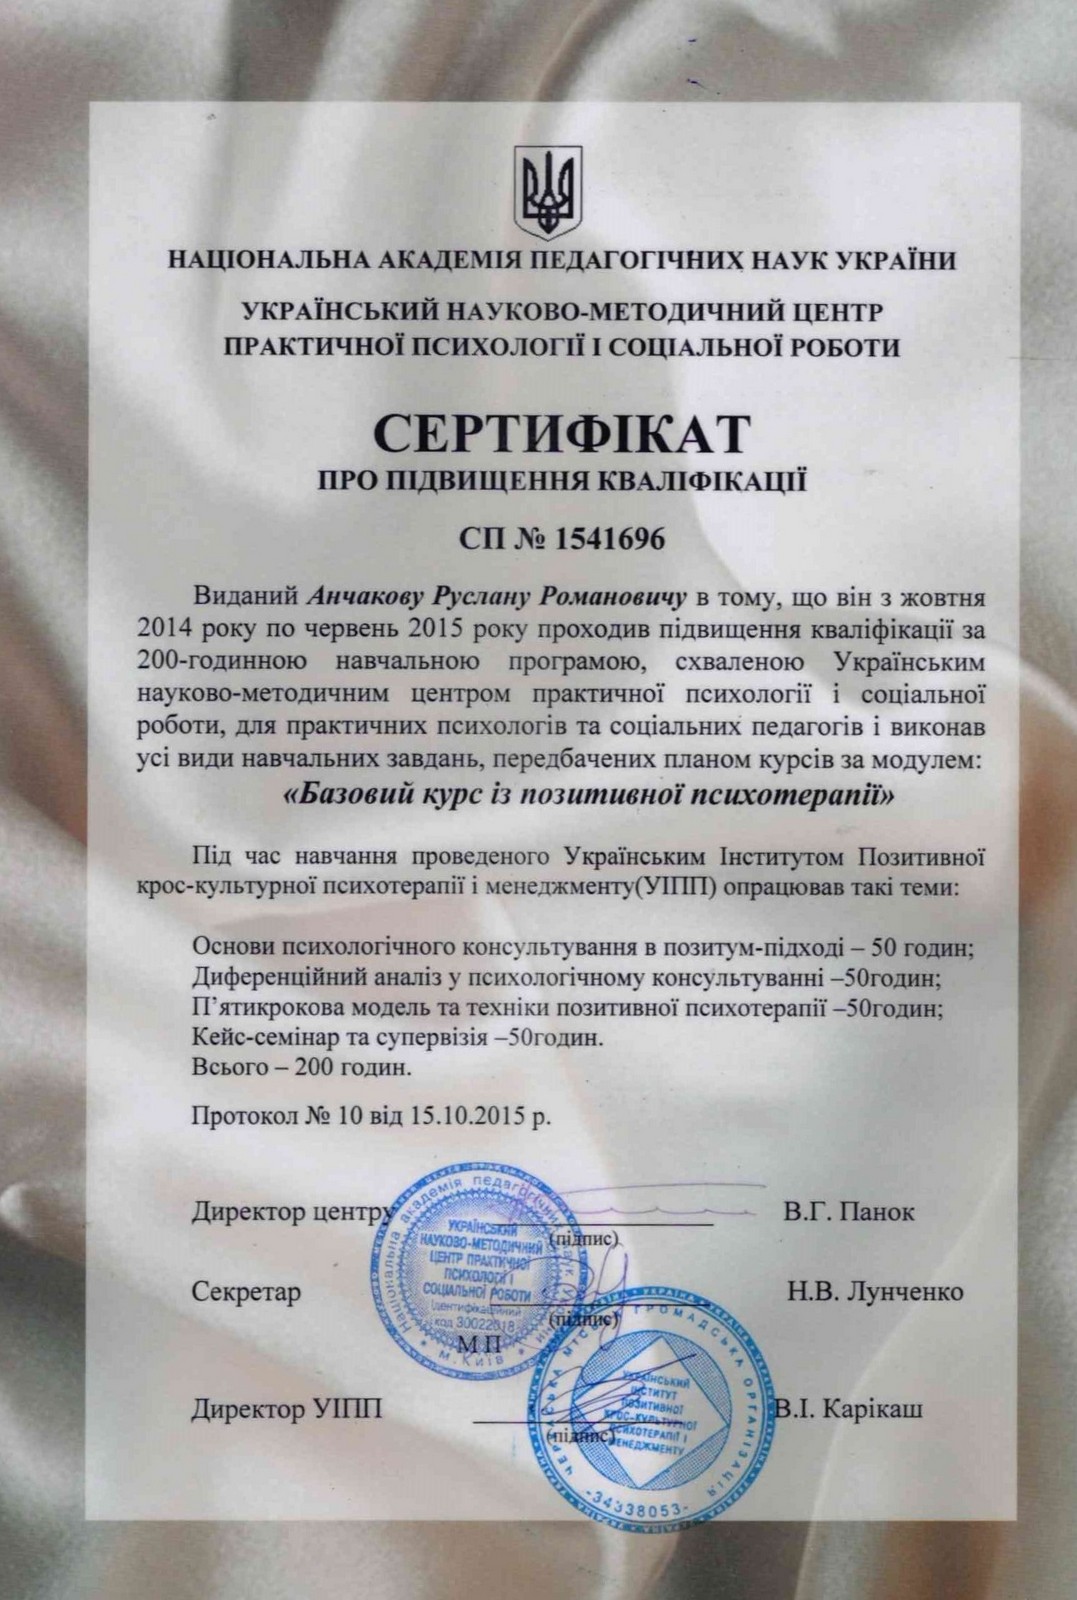 НАЦІОНАЛЬНА АКАДЕМІЯ ПЕДАГОГІЧНИХ НАУК УКРАЇНИ
УКРАЇНСЬКИЙ НАУКОВО-МЕТОДИЧНИЙ ЦЕНТР
ПРАКТИЧНОЇ ПСИХОЛОГІЇ І СОЦІАЛЬНОЇ РОБОТИ
СЕРТИФІКАТ
ПРО ПІДВИЩЕННЯ КВАЛІФІКАЦІЇ
СП № 1541696
Виданий Анчакову Руслану Романовичу в тому, що він з жовтня
2014 року по червень 2015 року проходив підвищення кваліфікації за
200-годинною навчальною програмою, схваленою Українським
науково-методичним центром практичної психології і соціальної
роботи, для практичних психологів та соціальних педагогів і виконав
усі види навчальних завдань, передбачених планом курсів за модулем:
«Базовий курс із позитивної психотерапії»
Під час навчання проведеного Українським Інститутом Позитивної
крос-культурної психотерапії і менеджменту(УІПП) опрацював такі теми:
Основи психологічного консультування в позитум-підході – 50 годин;
Диференційний аналіз у психологічному консультуванні –50годин;
П’ятикрокова модель та техніки позитивної психотерапії –50годин;
Кейс-семінар та супервізія –50годин.
Всього – 200 годин.
Протокол № 10 від 15.10.2015 р.
Директор центру В.Г. Панок
(підпис)
Секретар Н.В. Лунченко
(підпис)
М П
Директор УІПП В.І. Карікаш
(підпис)
Національна академія педагогічних наук України
м. Київ
УКРАЇНСЬКИЙ
НАУКОВО-МЕТОДИЧНИЙ
ЦЕНТР ПРАКТИЧНОЇ
ПСИХОЛОГІЇ І
СОЦІАЛЬНОЇ РОБОТИ
Ідентифікаційний
код 30022018
ГРОМАДСЬКА ОРГАНІЗАЦІЯ
УКРАЇНСЬКИЙ
ІНСТИТУТ
ПОЗИТИВНОЇ
КРОС-КУЛЬТУРНОЇ
ПСИХОТЕРАПІЇ І
МЕНЕДЖМЕНТУ
-34338053-